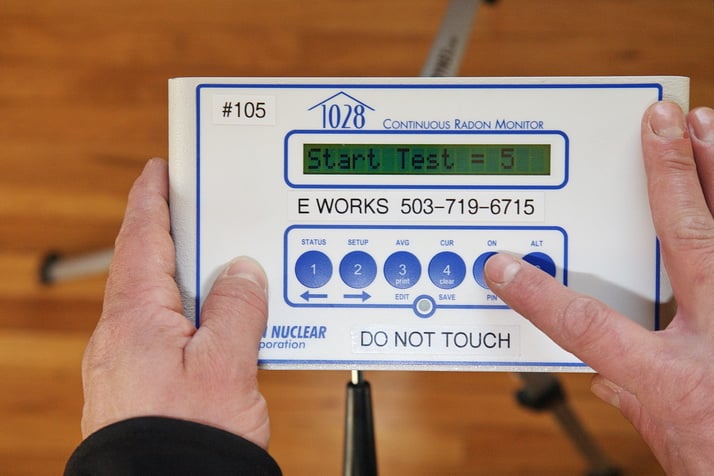 #105
1028
CONTINUOUS RADON MONITOR
Start Test = 5
E WORKS 503-719-6715
STATUS SETUP AVG CUR ON ALT
1 2 3 4
print clear
EDIT SAVE PIN
NUCLEAR
DO NOT TOUCH